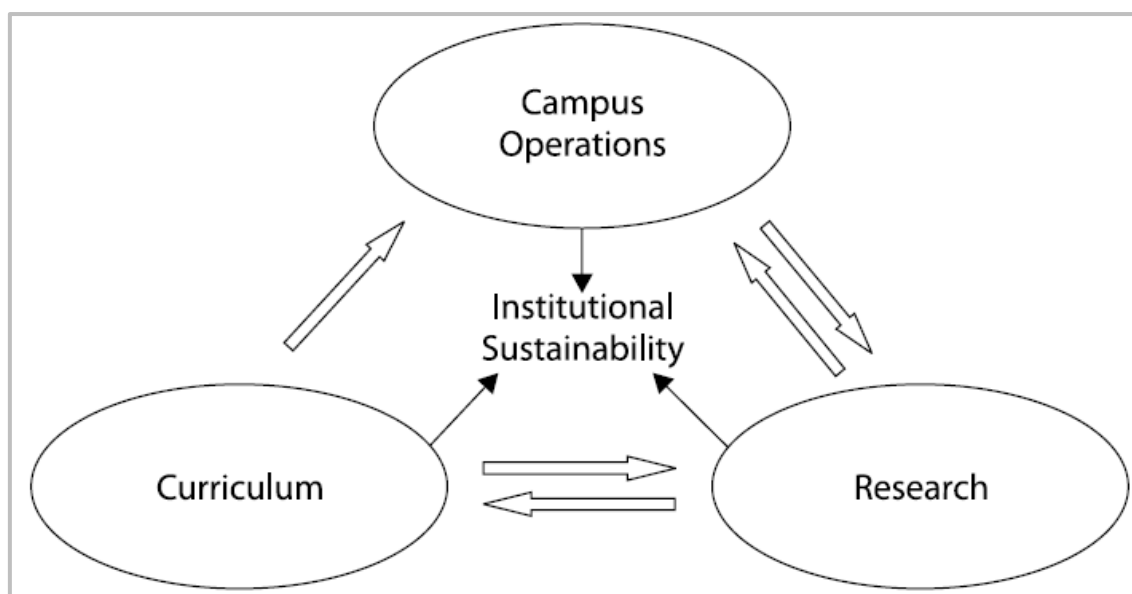 Campus
Operations
Institutional
Sustainability
Curriculum
Research